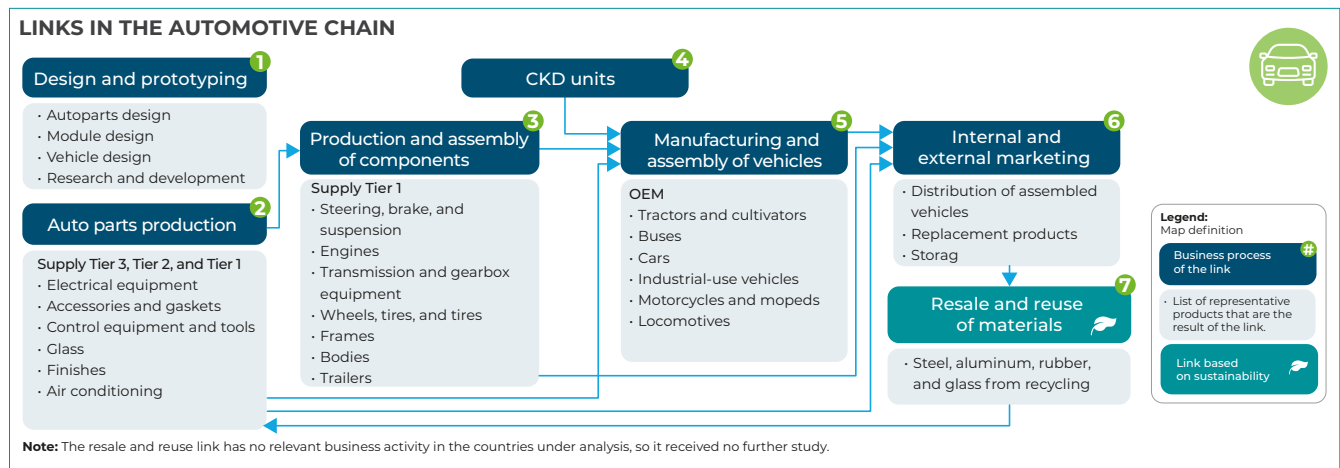 LINKS IN THE AUTOMOTIVE CHAIN
1
Design and prototyping
· Autoparts design
· Module design
· Vehicle design
· Research and development
2
Auto parts production
Supply Tier 3, Tier 2, and Tier 1
· Electrical equipment
· Accessories and gaskets
· Control equipment and tools
· Glass
· Finishes
· Air conditioning
3
Production and assembly
of components
Supply Tier 1
· Steering, brake, and
suspension
· Engines
· Transmission and gearbox
equipment
· Wheels, tires, and tires
· Frames
· Bodies
· Trailers
4
CKD units
5
Manufacturing and
assembly of vehicles
OEM
· Tractors and cultivators
· Buses
· Cars
· Industrial-use vehicles
· Motorcycles and mopeds
· Locomotives
6
Internal and
external marketing
· Distribution of assembled
vehicles
· Replacement products
· Storag
7
Resale and reuse
of materials
· Steel, aluminum, rubber,
and glass from recycling
Legend:
Map definition
#
Business process
of the link
· List of representative
products that are the
result of the link.
Link based
on sustainability
Note: The resale and reuse link has no relevant business activity in the countries under analysis, so it received no further study.